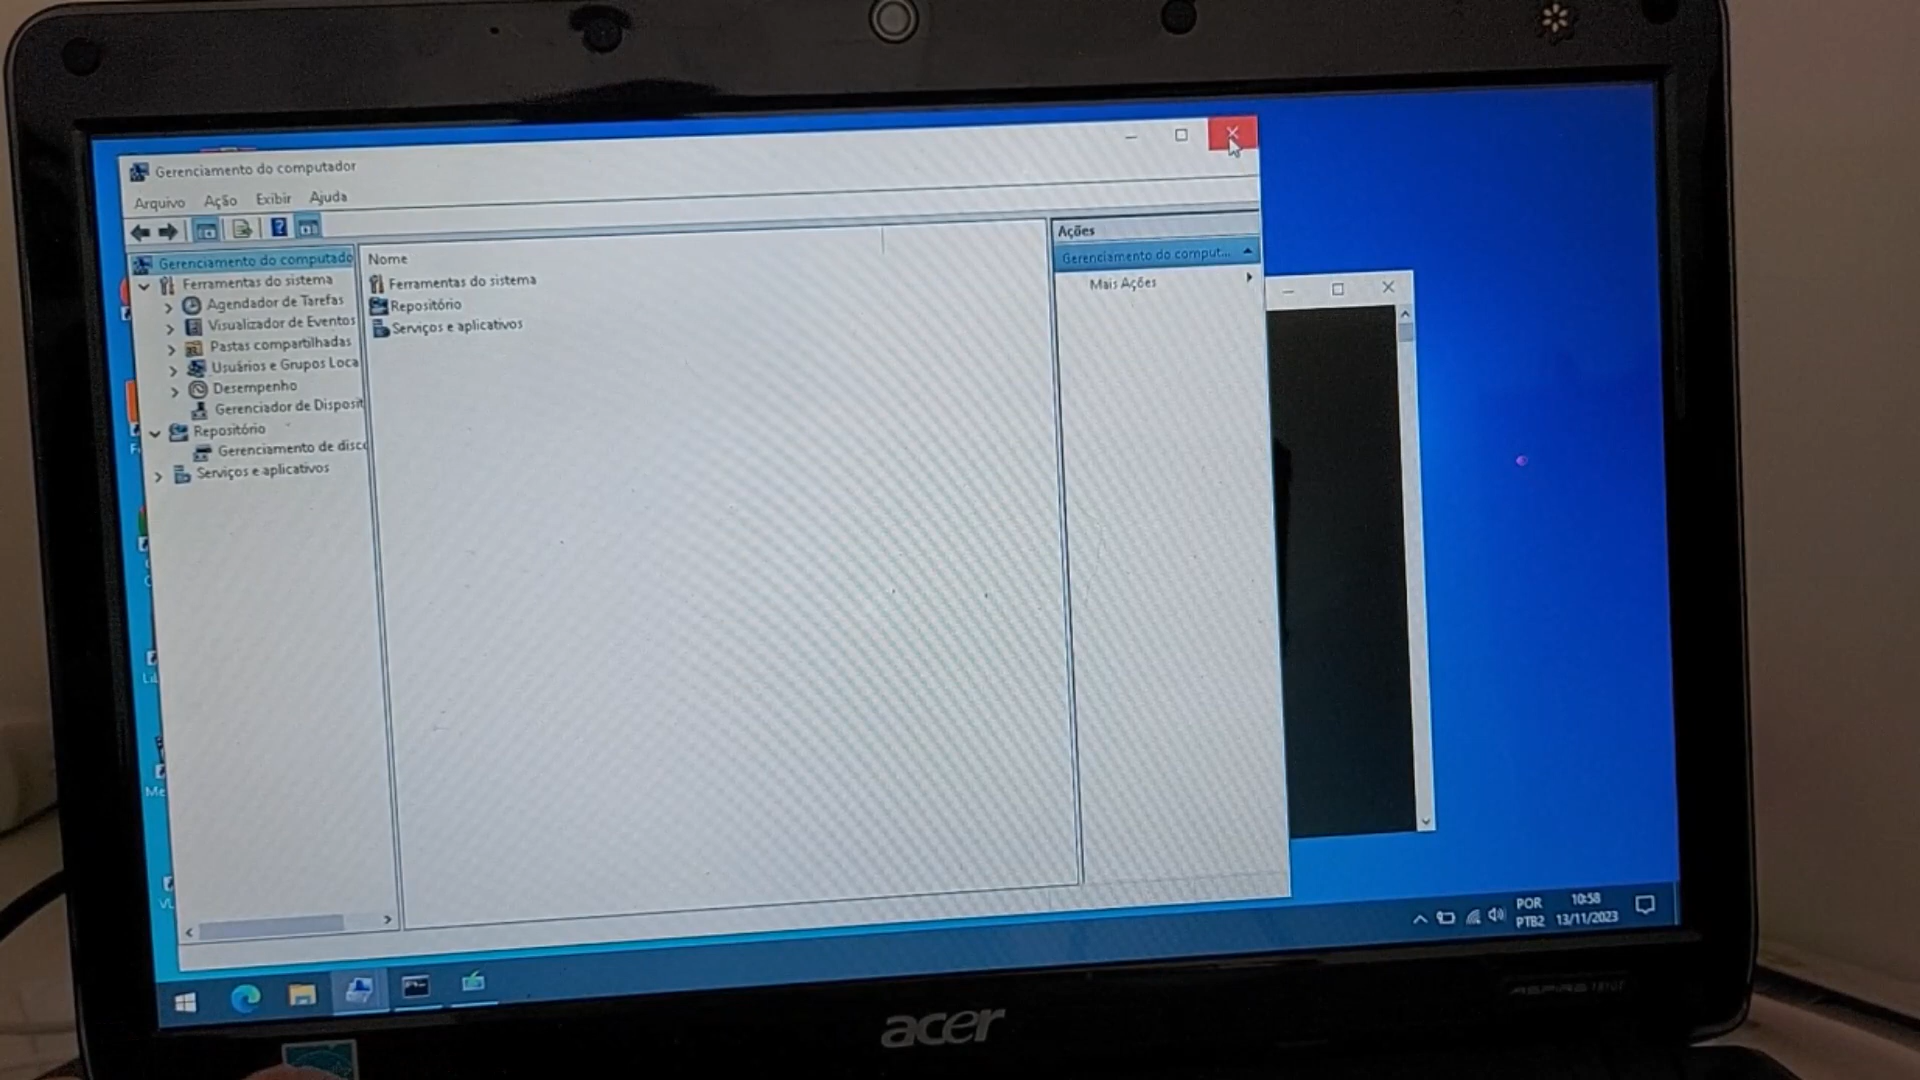 Gerenciamento do computador
Arquivo Ação Exibir Ajuda
Gerenciamento do computado
Ferramentas do sistema
Agendador de Tarefas
Visualizador de Eventos
Pastas compartilhadas
Usuários e Grupos Loca
Desempenho
Gerenciador de Disposit
Repositório
Gerenciamento de disco
Serviços e aplicativos
Nome
Ferramentas do sistema
Repositório
Serviços e aplicativos
Ações
Gerenciamento do comput...
Mais Ações
POR
PTB2
10:58
13/11/2023
acer